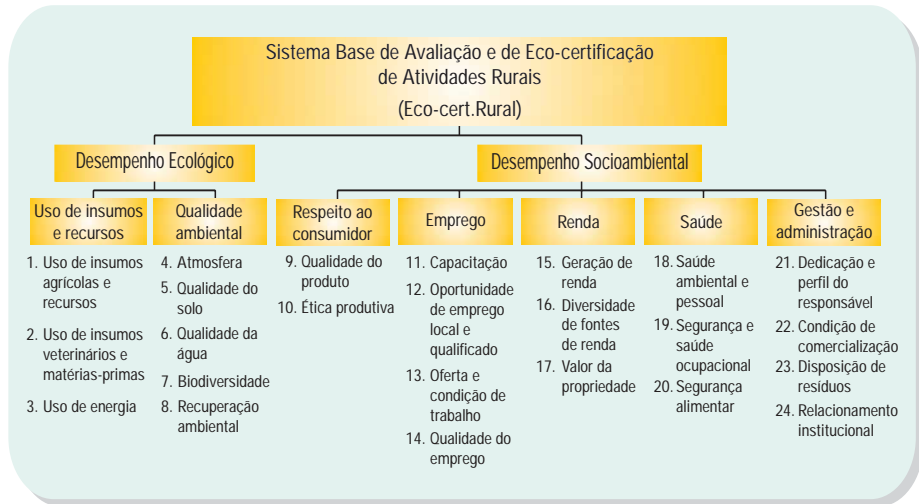 Sistema Base de Avaliação e de Eco-certificação
de Atividades Rurais
(Eco-cert.Rural)
Desempenho Ecológico
Desempenho Socioambiental
Uso de insumos
e recursos
1. Uso de insumos
agrícolas e
recursos
2. Uso de insumos
veterinários e
matérias-primas
3. Uso de energia
Qualidade
ambiental
4. Atmosfera
5. Qualidade do
solo
6. Qualidade da
água
7. Biodiversidade
8. Recuperação
ambiental
Respeito ao
consumidor
9. Qualidade do
produto
10. Ética produtiva
Emprego
11. Capacitação
12. Oportunidade
de emprego
local e
qualificado
13. Oferta e
condição de
trabalho
14. Qualidade do
emprego
Renda
15. Geração de
renda
16. Diversidade
de fontes
de renda
17. Valor da
propriedade
Saúde
18. Saúde
ambiental e
pessoal
19. Segurança e
saúde
ocupacional
20. Segurança
alimentar
Gestão e
administração
21. Dedicação e
perfil do
responsável
22. Condição de
comercialização
23. Disposição de
resíduos
24. Relacionamento
institucional